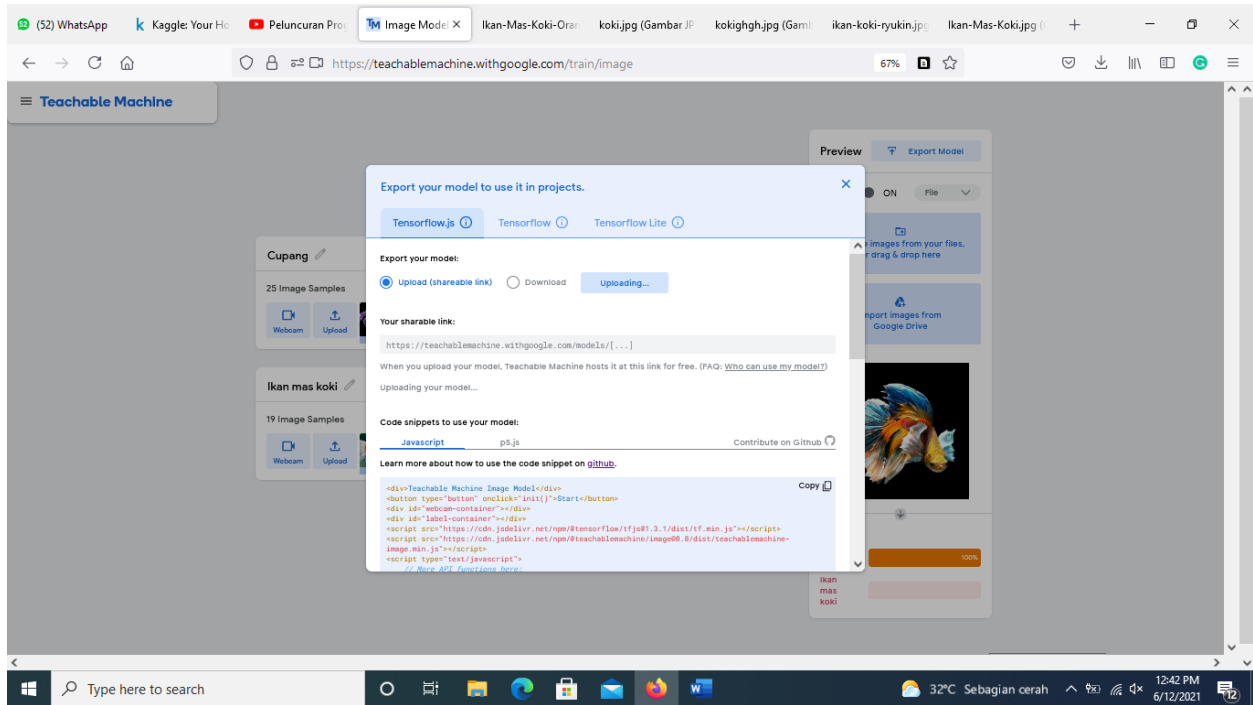 (52) WhatsApp
Kaggle: Your Ho
Peluncuran Pro
Image Model
Ikan-Mas-Koki-Oran
koki.jpg (Gambar JP
kokighgh.jpg (Gamb
ikan-koki-ryukin.jpg
Ikan-Mas-Koki.jpg (
https://teachablemachine.withgoogle.com/train/image
67%
Teachable Machine
Preview
Export Model
Export your model to use it in projects.
ON
File
Tensorflow.js
Tensorflow
Tensorflow Lite
images from your files,
drag & drop here
Cupang
Export your model:
Upload (shareable link)
Download
Uploading...
25 Image Samples
Webcam
Upload
port images from
Google Drive
Your sharable link:
https://teachablemachine.withgoogle.com/models/[...]
When you upload your model, Teachable Machine hosts it at this link for free. (FAQ: Who can use my model?)
Uploading your model...
Ikan mas koki
19 Image Samples
Webcam
Upload
Code snippets to use your model:
Javascript
p5.js
Contribute on Github
Learn more about how to use the code snippet on github.
Copy
<div>Teachable Machine Image Model</div>
<button type="button" onclick="init()">Start</button>
<div id="webcam-container"></div>
<div id="label-container"></div>
<script src="https://cdn.jsdelivr.net/npm/@tensorflow/tfjs@1.3.1/dist/tf.min.js"></script>
<script src="https://cdn.jsdelivr.net/npm/@teachablemachine/image@0.8/dist/teachablemachine-
image.min.js"></script>
<script type="text/javascript">
// More API functions here:
100%
Ikan
mas
koki
Type here to search
32°C Sebagian cerah
12:42 PM
6/12/2021
12